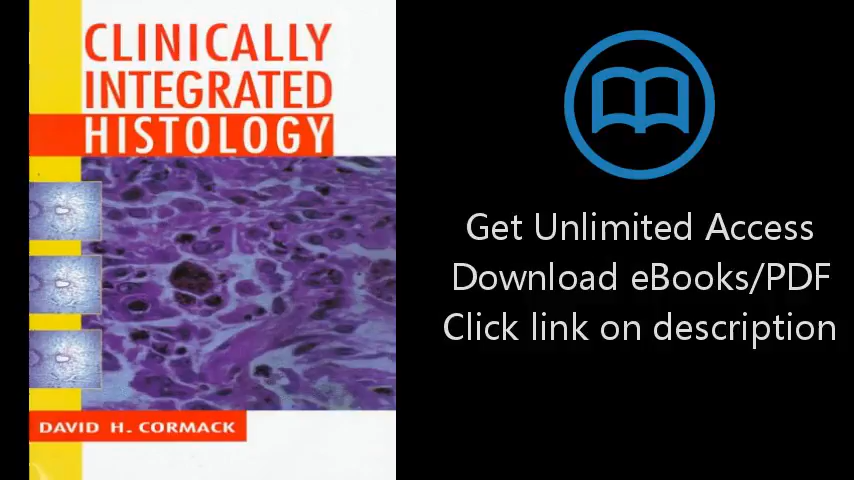 CLINICALLY
INTEGRATED
HISTOLOGY
DAVID H. CORMACK
Get Unlimited Access
Download eBooks/PDF
Click link on description